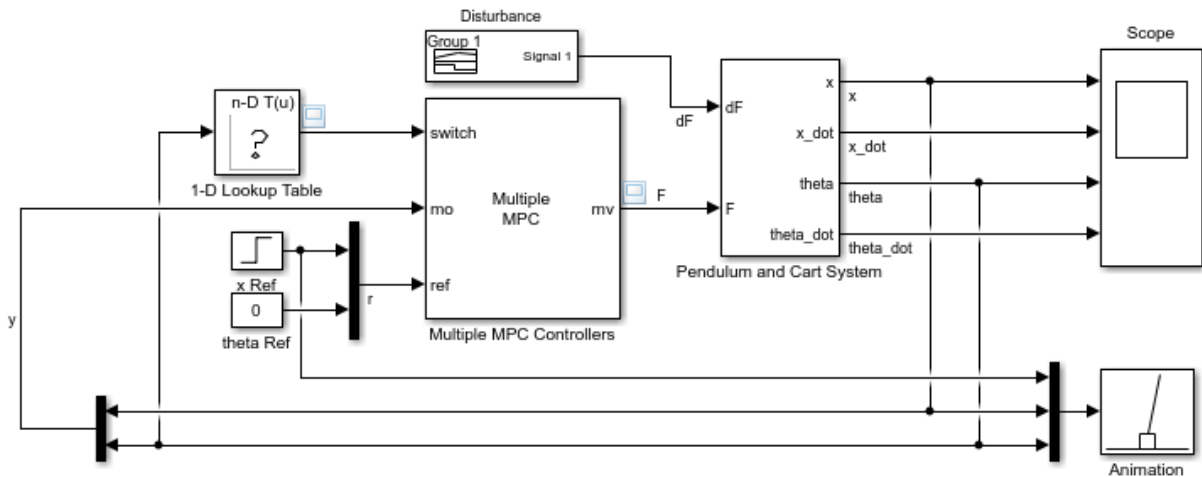 Disturbance
Group 1
Signal 1
Scope
n-D T(u)
?
1-D Lookup Table
switch
mo
ref
Multiple
MPC
mv
Multiple MPC Controllers
F
dF
dF
F
x
x_dot
theta
theta_dot
Pendulum and Cart System
x
x_dot
theta
theta_dot
x Ref
0
theta Ref
r
y
Animation